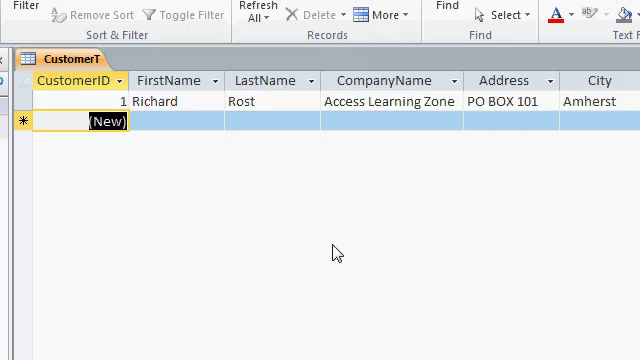 Filter
Remove Sort
Toggle Filter
Sort & Filter
Refresh
All
Delete
More
Records
Find
Select
Find
A
ab
Text F
CustomerT
CustomerID FirstName LastName CompanyName Address City
1 Richard Rost Access Learning Zone PO BOX 101 Amherst
* (New)